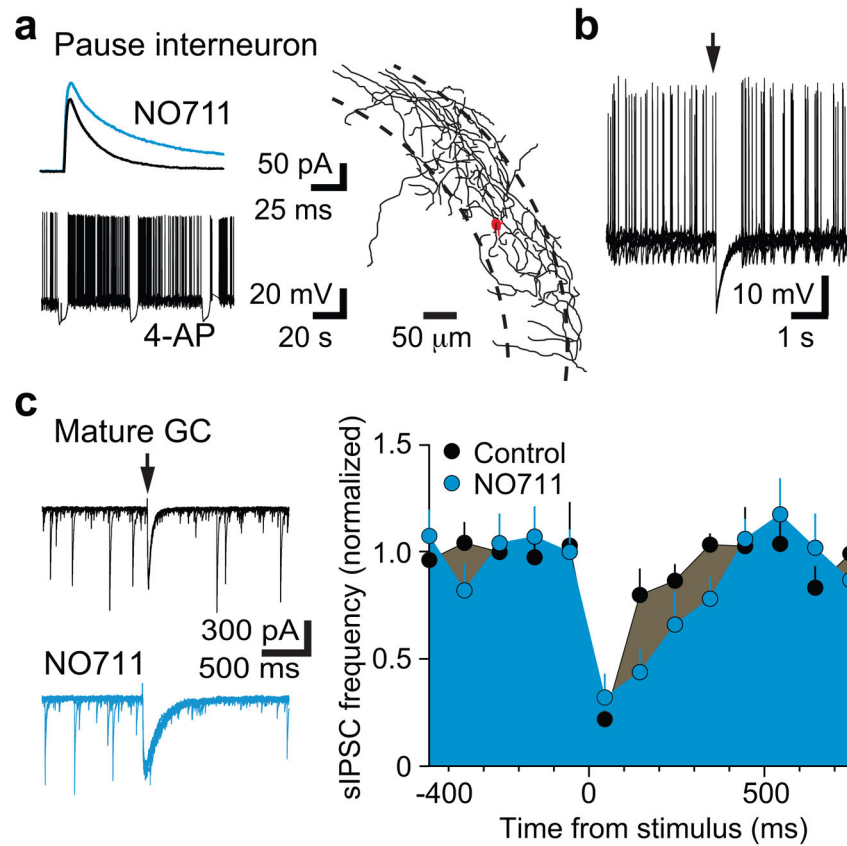 a
Pause interneuron
NO711
50 pA
25 ms
20 mV
20 s
4-AP
50 μm
b
10 mV
1 s
c
Mature GC
300 pA
500 ms
NO711
sIPSC frequency (normalized)
1.5
1.0
0.5
0
Control
NO711
-400
0
500
Time from stimulus (ms)